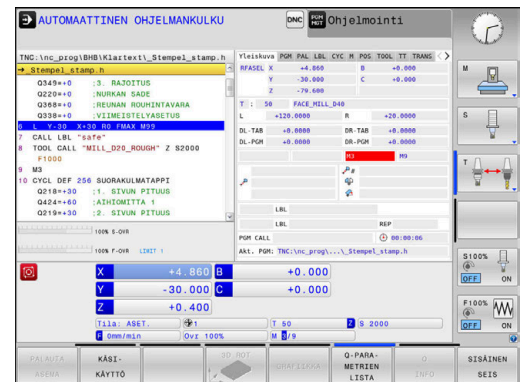 AUTOMAATTINEN OHJELMANKULKU
DNC
PGM MGT
Ohjelmointi
TNC:\nc_prog\BHB\Klartext\_Stempel_stamp.h
→_Stempel_stamp.h
Q349=+0 ;3. RAJOITUS
Q220=+0 ;NURKAN SADE
Q368=+0 ;REUNAN ROUHINTAVARA
Q338=+0 ;VIIMEISTELYASETUS
6 L Y-30 X+30 R0 FMAX M99
7 CALL LBL "safe"
8 TOOL CALL "MILL_D20_ROUGH" Z S2000
F1000
9 M3
10 CYCL DEF 256 SUORAKULMATAPPI
Q218=+30 ;1. SIVUN PITUUS
Q424=+60 ;AIHIOMITTA 1
Q219=+30 ;2. SIVUN PITUUS
100% S-OVR
100% F-OVR LIMIT 1
Yleiskuva PGM PAL LBL CYC M POS TOOL TT TRANS
RFASEL X +4.860 B +0.000
Y -30.000 C +0.000
Z -79.600
T : 50 FACE_MILL_D40
L +120.0000 R +20.0000
DL-TAB +0.0000 DR-TAB +0.0000
DL-PGM +0.0000 DR-PGM +0.0000
M3 M9
LBL
LBL REP
PGM CALL 00:00:06
Akt. PGM: TNC:\nc_prog\...\_Stempel_stamp.h
X +4.860 B +0.000
Y -30.000 C +0.000
Z +0.400
Tila: ASET. 1 T 50 Z S 2000
F 0mm/min Ovr 100% M 5/9
M
S
T
S100%
OFF ON
F100%
OFF ON
PALAUTA ASEMA
KÄSI-KÄYTTÖ
3D ROT
GRAFIIKKA
Q-PARA-METRIEN LISTA
Q INFO
SISÄINEN SEIS